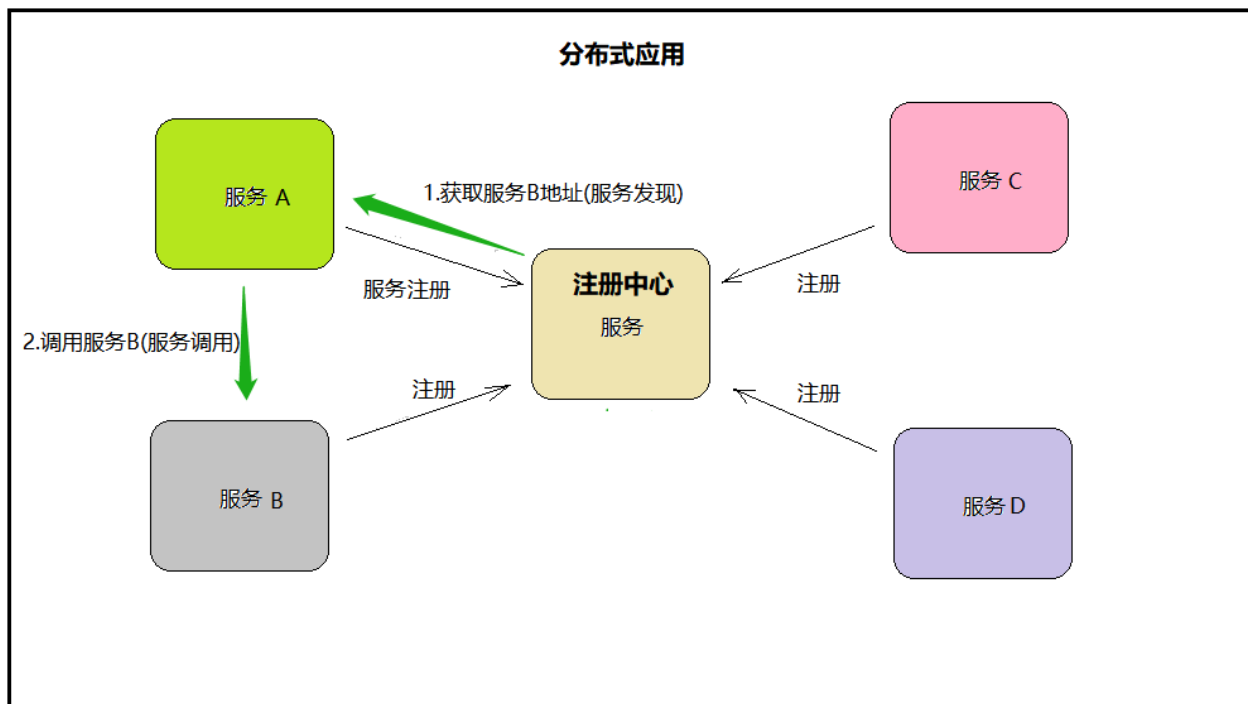 分布式应用
服务 A
服务 C
1.获取服务B地址(服务发现)
服务注册
注册中心
服务
注册
2.调用服务B(服务调用)
注册
注册
服务 B
服务 D